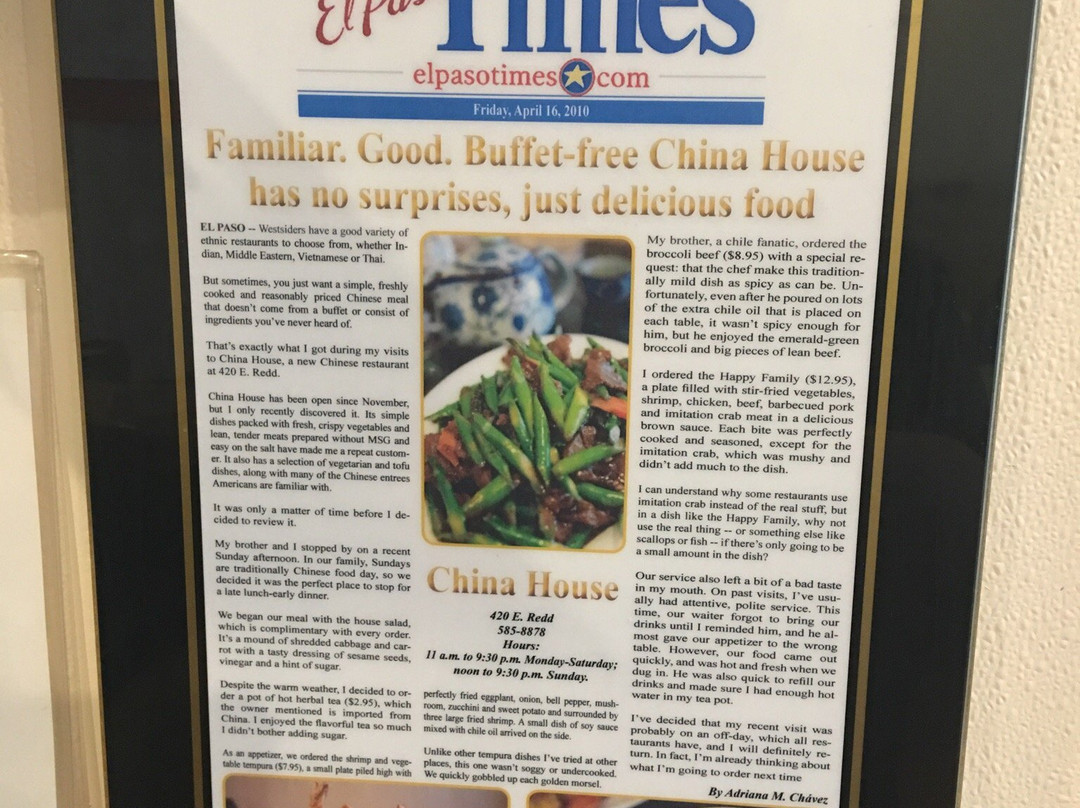 El Paso Times
elpasotimes.com
Friday, April 16, 2010
Familiar. Good. Buffet-free China House
has no surprises, just delicious food
EL PASO -- Westsiders have a good variety of
ethnic restaurants to choose from, whether In-
dian, Middle Eastern, Vietnamese or Thai.
But sometimes, you just want a simple, freshly
cooked and reasonably priced Chinese meal
that doesn't come from a buffet or consist of
ingredients you've never heard of.
That's exactly what I got during my visits
to China House, a new Chinese restaurant
at 420 E. Redd.
China House has been open since November,
but I only recently discovered it. Its simple
dishes packed with fresh, crispy vegetables and
lean, tender meats prepared without MSG and
easy on the salt have made me a repeat custom-
er. It also has a selection of vegetarian and tofu
dishes, along with many of the Chinese entrees
Americans are familiar with.
It was only a matter of time before I de-
cided to review it.
My brother and I stopped by on a recent
Sunday afternoon. In our family, Sundays
are traditionally Chinese food day, so we
decided it was the perfect place to stop for
a late lunch-early dinner.
We began our meal with the house salad,
which is complimentary with every order.
It's a mound of shredded cabbage and car-
rot with a tasty dressing of sesame seeds,
vinegar and a hint of sugar.
Despite the warm weather, I decided to or-
der a pot of hot herbal tea ($2.95), which
the owner mentioned is imported from
China. I enjoyed the flavorful tea so much
I didn't bother adding sugar.
As an appetizer, we ordered the shrimp and vege-
table tempura ($7.95), a small plate piled high with
China House
420 E. Redd
585-8878
Hours:
11 a.m. to 9:30 p.m. Monday-Saturday;
noon to 9:30 p.m. Sunday.
perfectly fried eggplant, onion, bell pepper, mush-
room, zucchini and sweet potato and surrounded by
three large fried shrimp. A small dish of soy sauce
mixed with chile oil arrived on the side.
Unlike other tempura dishes I've tried at other
places, this one wasn't soggy or undercooked.
We quickly gobbled up each golden morsel.
My brother, a chile fanatic, ordered the
broccoli beef ($8.95) with a special re-
quest: that the chef make this tradition-
ally mild dish as spicy as can be. Un-
fortunately, even after he poured on lots
of the extra chile oil that is placed on
each table, it wasn't spicy enough for
him, but he enjoyed the emerald-green
broccoli and big pieces of lean beef.
I ordered the Happy Family ($12.95),
a plate filled with stir-fried vegetables,
shrimp, chicken, beef, barbecued pork
and imitation crab meat in a delicious
brown sauce. Each bite was perfectly
cooked and seasoned, except for the
imitation crab, which was mushy and
didn't add much to the dish.
I can understand why some restaurants use
imitation crab instead of the real stuff, but
in a dish like the Happy Family, why not
use the real thing -- or something else like
scallops or fish -- if there's only going to be
a small amount in the dish?
Our service also left a bit of a bad taste
in my mouth. On past visits, I've usu-
ally had attentive, polite service. This
time, our waiter forgot to bring our
drinks until I reminded him, and he al-
most gave our appetizer to the wrong
table. However, our food came out
quickly, and was hot and fresh when we
dug in. He was also quick to refill our
drinks and made sure I had enough hot
water in my tea pot.
I've decided that my recent visit was
probably on an off-day, which all res-
taurants have, and I will definitely re-
turn. In fact, I'm already thinking about
what I'm going to order next time
By Adriana M. Chávez